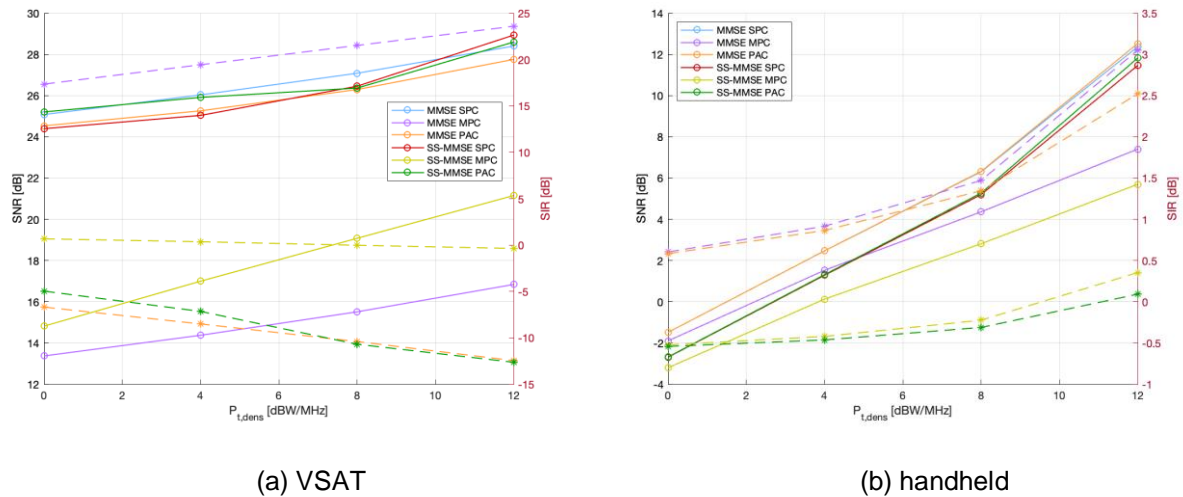 30
28
26
24
22
20
18
16
14
12
SNR [dB]
25
20
15
10
5
0
-5
-10
-15
SIR [dB]
MMSE SPC
MMSE MPC
MMSE PAC
SS-MMSE SPC
SS-MMSE MPC
SS-MMSE PAC
0 2 4 6 8 10 12
Pt,dens [dBW/MHz]
(a) VSAT
14
12
10
8
6
4
2
0
-2
-4
SNR [dB]
MMSE SPC
MMSE MPC
MMSE PAC
SS-MMSE SPC
SS-MMSE MPC
SS-MMSE PAC
3.5
3
2.5
2
1.5
1
0.5
0
-0.5
-1
SIR [dB]
0 2 4 6 8 10 12
Pt,dens [dBW/MHz]
(b) handheld